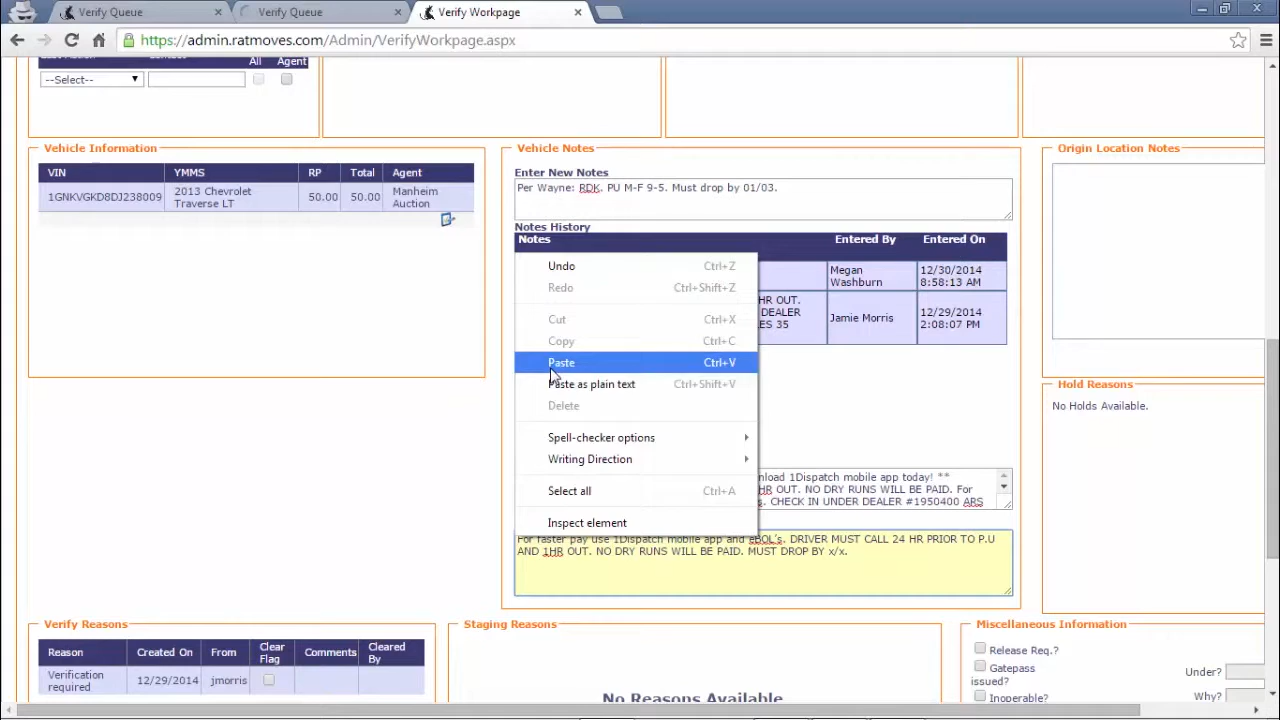 Verify Queue
Verify Queue
Verify Workpage
https://admin.ratmoves.com/Admin/VerifyWorkpage.aspx
All
Agent
--Select--
Vehicle Information
VIN YMMS RP Total Agent
1GNKVGKD8DJ238009 2013 Chevrolet Traverse LT 50.00 50.00 Manheim Auction
Vehicle Notes
Enter New Notes
Per Wayne: RDK. PU M-F 9-5. Must drop by 01/03.
Notes History
Notes Entered By Entered On
Megan Washburn 12/30/2014 8:58:13 AM
HR OUT.
DEALER
ES 35
Jamie Morris 12/29/2014 2:08:07 PM
Undo Ctrl+Z
Redo Ctrl+Shift+Z
Cut Ctrl+X
Copy Ctrl+C
Paste Ctrl+V
Paste as plain text Ctrl+Shift+V
Delete
Spell-checker options
Writing Direction
Select all Ctrl+A
Inspect element
nload 1Dispatch mobile app today! **
HR OUT. NO DRY RUNS WILL BE PAID. For
s. CHECK IN UNDER DEALER #1950400 ARS
For faster pay use 1Dispatch mobile app and eBOL's. DRIVER MUST CALL 24 HR PRIOR TO P.U
AND 1HR OUT. NO DRY RUNS WILL BE PAID. MUST DROP BY x/x.
Origin Location Notes
Hold Reasons
No Holds Available.
Verify Reasons
Reason Created On From Clear Flag Comments Cleared By
Verification required 12/29/2014 jmorris
Staging Reasons
No Reasons Available
Miscellaneous Information
Release Req.?
Gatepass issued?
Under?
Inoperable?
Why?